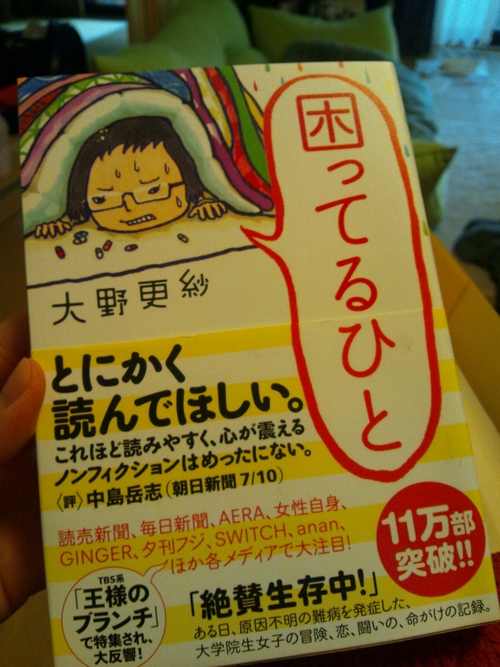 困ってるひと
大野更紗
とにかく
読んでほしい。
これほど読みやすく、心が震える
ノンフィクションはめったにない。
〈評〉中島岳志（朝日新聞7/10）
読売新聞、毎日新聞、AERA、女性自身、
GINGER、夕刊フジ、SWITCH、anan、
ほか各メディアで大注目！
11万部
突破!!
TBS系
「王様の
ブランチ」
で特集され、
大反響！
「絶賛生存中！」
ある日、原因不明の難病を発症した、
大学院生女子の冒険、恋、闘いの、命がけの記録。